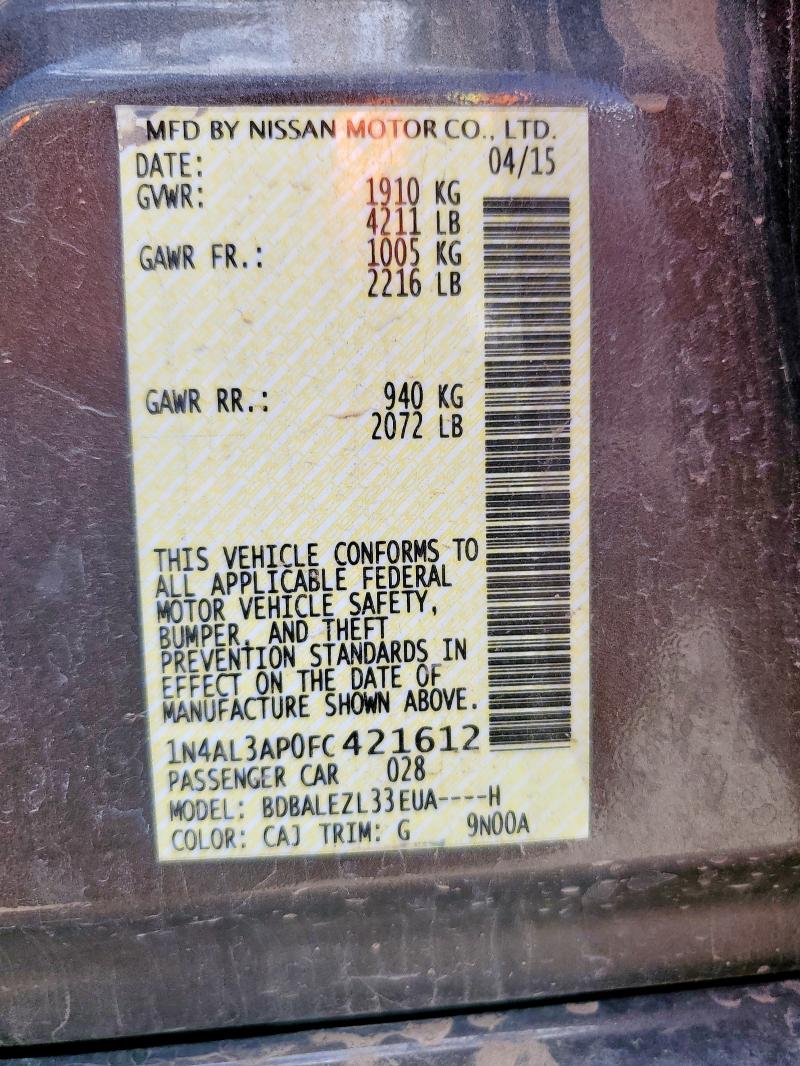 MFD BY NISSAN MOTOR CO., LTD.
DATE: 04/15
GVWR: 1910 KG
4211 LB
GAWR FR.: 1005 KG
2216 LB
GAWR RR.: 940 KG
2072 LB
THIS VEHICLE CONFORMS TO
ALL APPLICABLE FEDERAL
MOTOR VEHICLE SAFETY,
BUMPER, AND THEFT
PREVENTION STANDARDS IN
EFFECT ON THE DATE OF
MANUFACTURE SHOWN ABOVE.
1N4AL3AP0FC421612
PASSENGER CAR 028
MODEL: BDBALEZL33EUA----H
COLOR: CAJ TRIM: G 9N00A